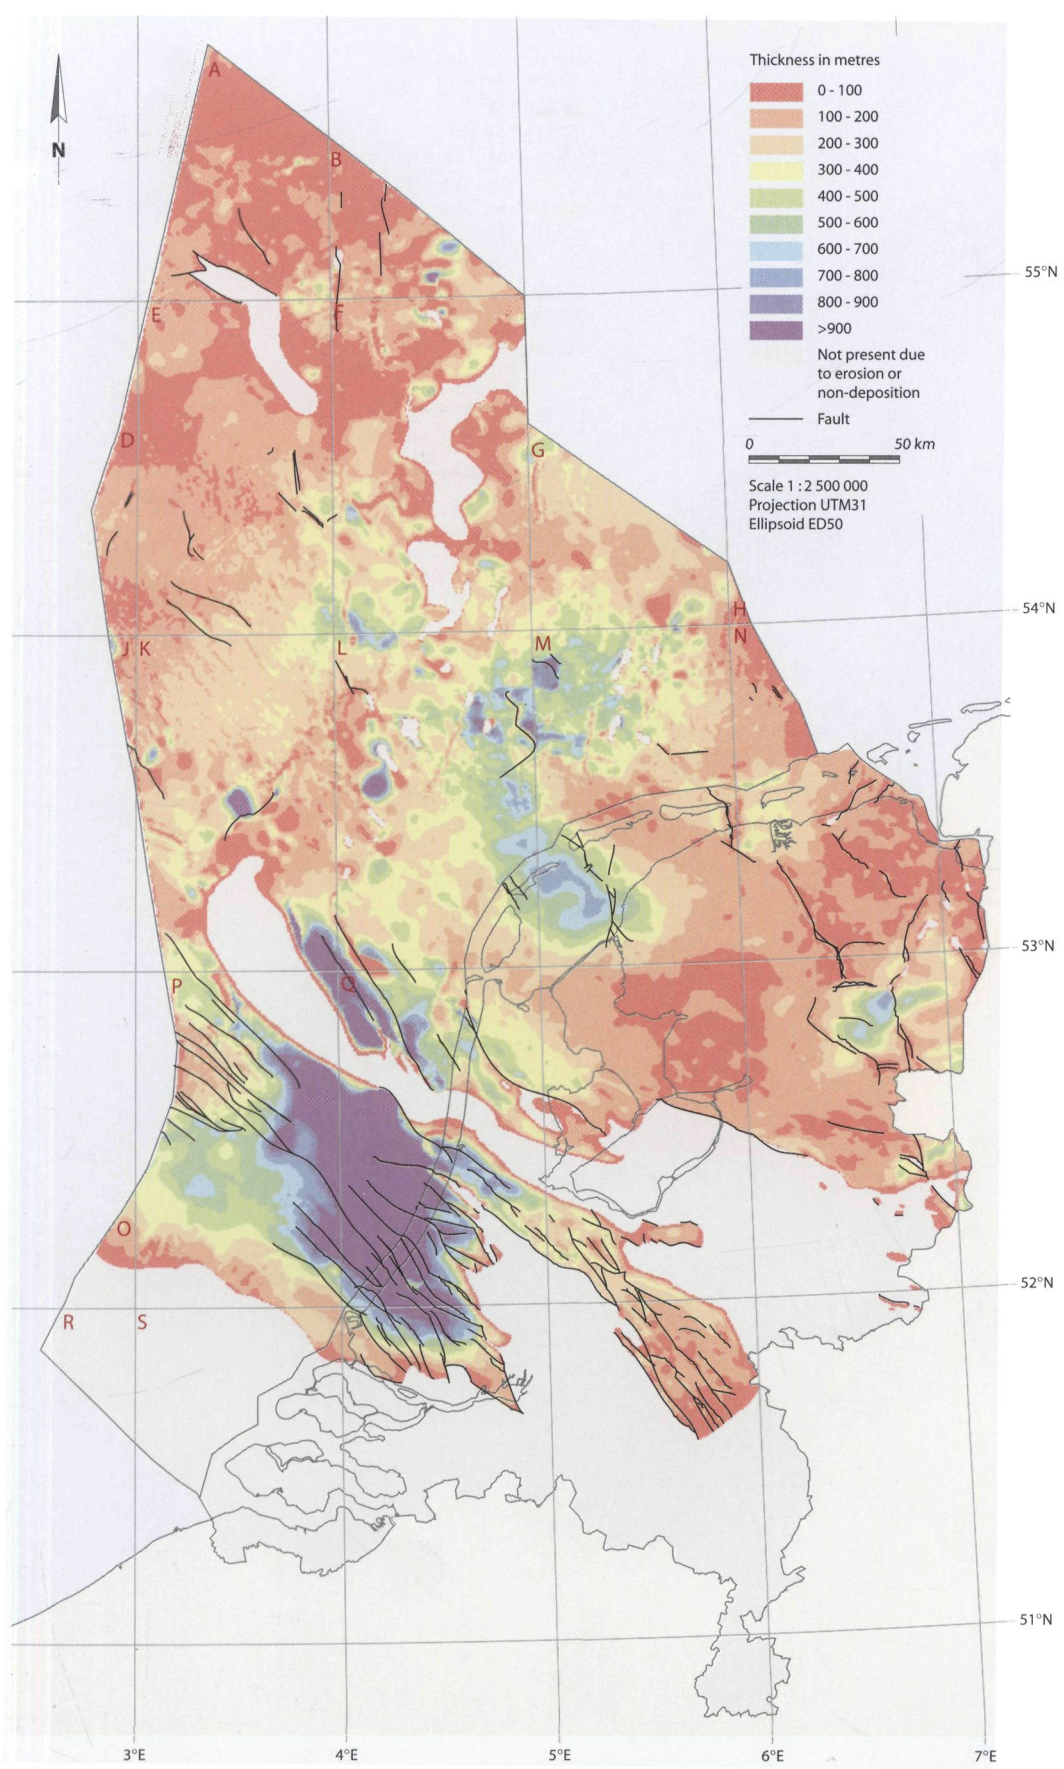 A
Thickness in metres
0 - 100
100 - 200
B
200 - 300
N
300 - 400
400 - 500
500 - 600
600 - 700
55°N
700 - 800
800 - 900
E
F
>900
Not present due
to erosion or
non-deposition
Fault
D
G
0 50 km
Scale 1 : 2 500 000
Projection UTM31
Ellipsoid ED50
H
54°N
N
J K
L
M
53°N
P
Q
O
52°N
R
S
51°N
3°E
4°E
5°E
6°E
7°E